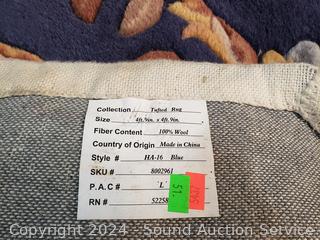 Collection Tufted Rug
Size 4ft.9in. x 4ft.9in.
Fiber Content 100% Wool
Country of Origin Made in China
Style # HA-16 Blue
SKU # 8002961
P.A.C # 'L'
RN # 52258
51.
Copyright 2024 - Sound Auction Service